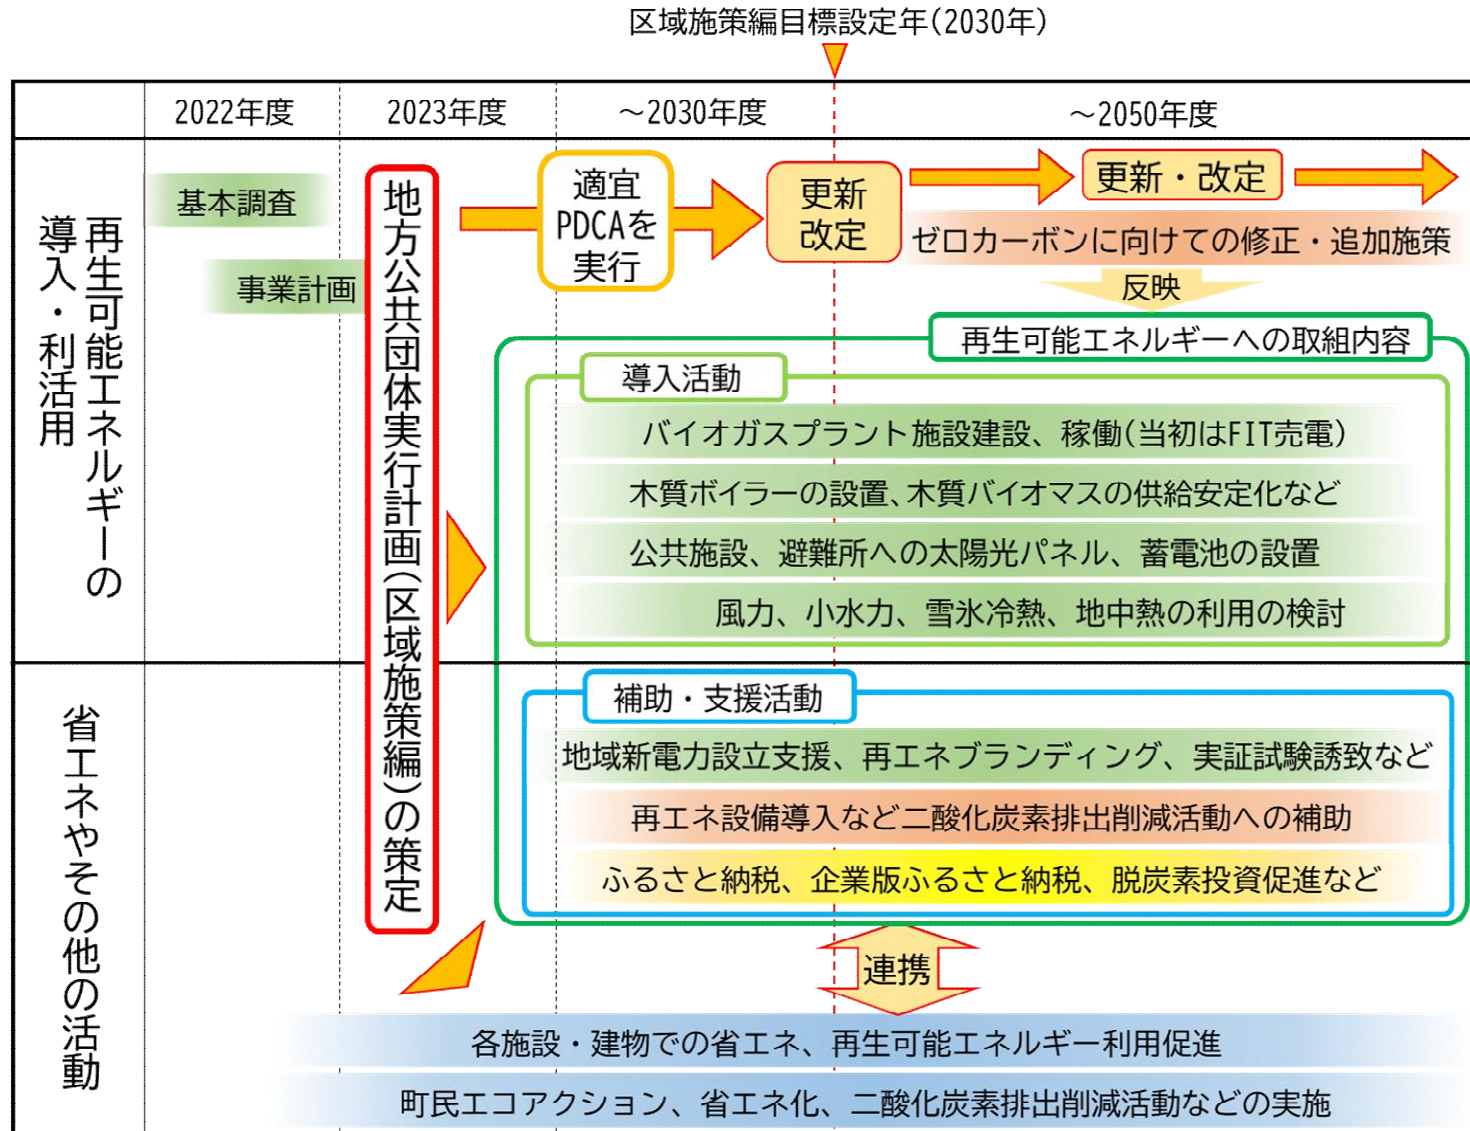 区域施策編目標設定年(2030年)
2022年度
2023年度
～2030年度
～2050年度
再生可能エネルギーの
導入・利活用
基本調査
事業計画
地方公共団体実行計画(区域施策編)の策定
適宜
PDCAを
実行
更新
改定
更新・改定
ゼロカーボンに向けての修正・追加施策
反映
再生可能エネルギーへの取組内容
導入活動
バイオガスプラント施設建設、稼働(当初はFIT売電)
木質ボイラーの設置、木質バイオマスの供給安定化など
公共施設、避難所への太陽光パネル、蓄電池の設置
風力、小水力、雪氷冷熱、地中熱の利用の検討
省エネやその他の活動
補助・支援活動
地域新電力設立支援、再エネブランディング、実証試験誘致など
再エネ設備導入など二酸化炭素排出削減活動への補助
ふるさと納税、企業版ふるさと納税、脱炭素投資促進など
連携
各施設・建物での省エネ、再生可能エネルギー利用促進
町民エコアクション、省エネ化、二酸化炭素排出削減活動などの実施